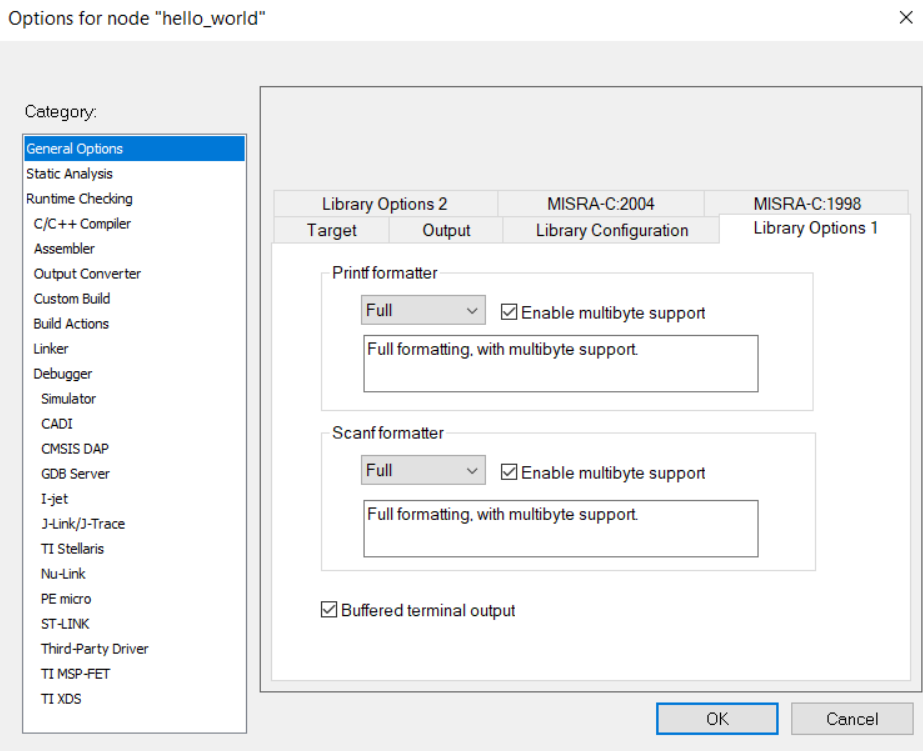 Options for node "hello_world"
Category:
General Options
Static Analysis
Runtime Checking
C/C++ Compiler
Assembler
Output Converter
Custom Build
Build Actions
Linker
Debugger
Simulator
CADI
CMSIS DAP
GDB Server
I-jet
J-Link/J-Trace
TI Stellaris
Nu-Link
PE micro
ST-LINK
Third-Party Driver
TI MSP-FET
TI XDS
Library Options 2 MISRA-C:2004 MISRA-C:1998
Target Output Library Configuration Library Options 1
Printf formatter
Full Enable multibyte support
Full formatting, with multibyte support.
Scanf formatter
Full Enable multibyte support
Full formatting, with multibyte support.
Buffered terminal output
OK Cancel